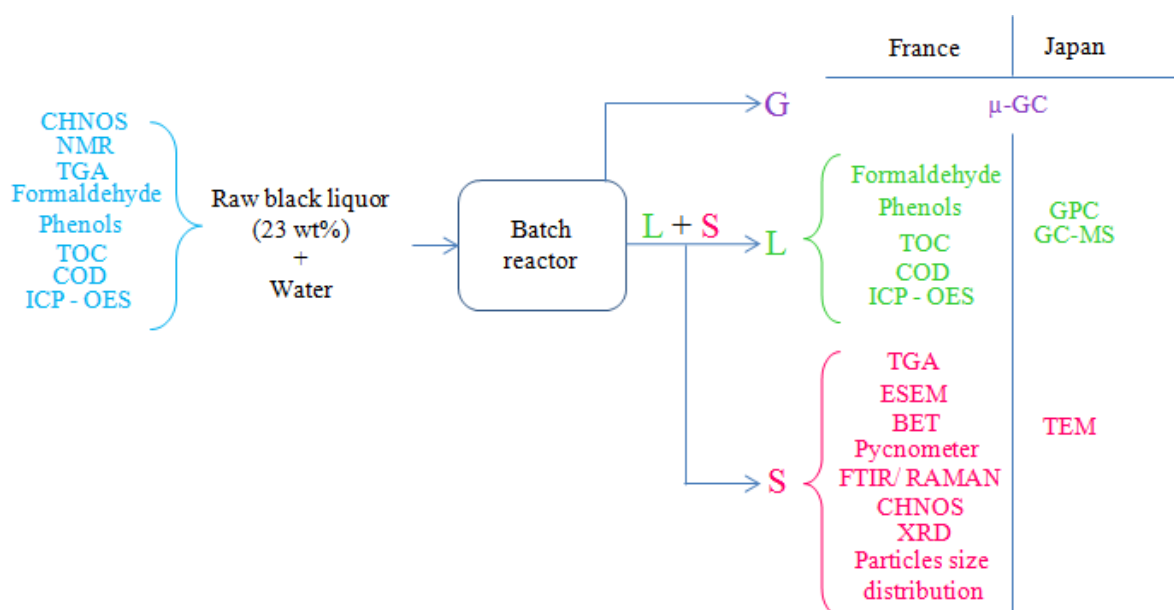 France
Japan
G
μ-GC
CHNOS
NMR
TGA
Formaldehyde
Phenols
TOC
COD
ICP - OES
Raw black liquor
(23 wt%)
+
Water
Batch
reactor
L + S
L
Formaldehyde
Phenols
TOC
COD
ICP - OES
GPC
GC-MS
S
TGA
ESEM
BET
Pycnometer
FTIR/ RAMAN
CHNOS
XRD
Particles size
distribution
TEM